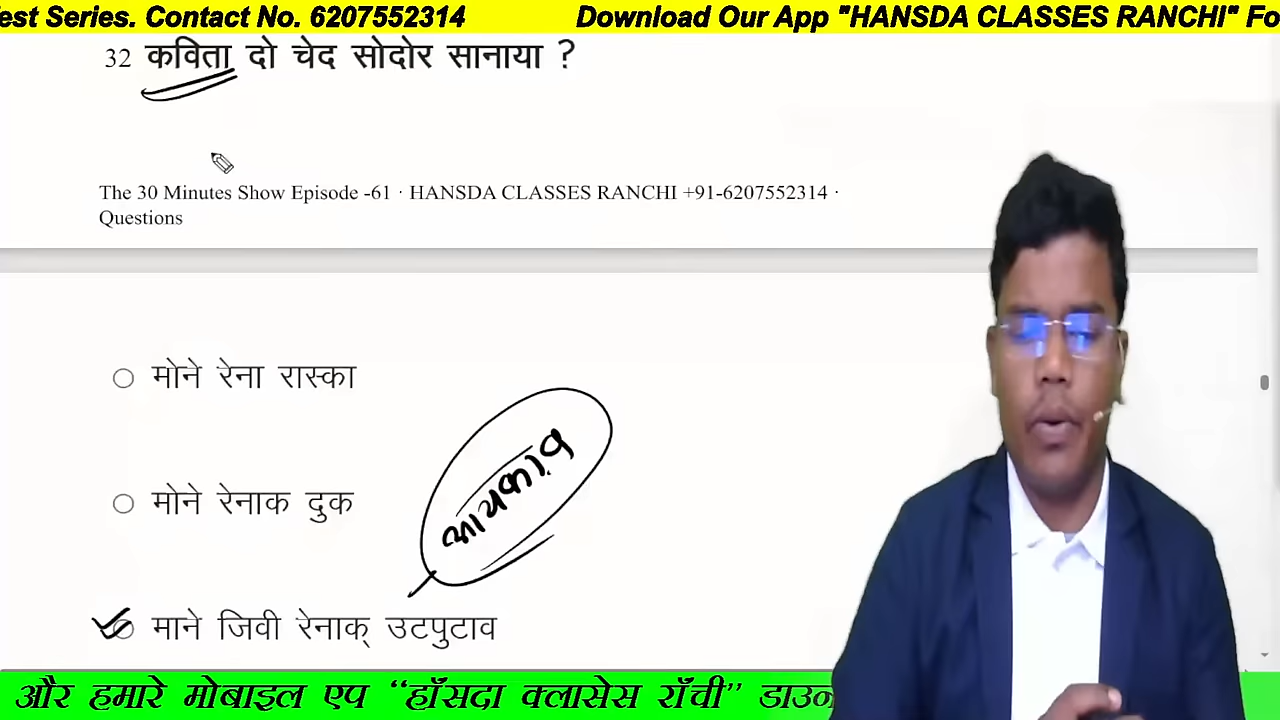 Test Series. Contact No. 6207552314 Download Our App "HANSDA CLASSES RANCHI" Fo
32 कविता दो चेद सोदोर सानाया ?
The 30 Minutes Show Episode -61 · HANSDA CLASSES RANCHI +91-6207552314 ·
Questions
मोने रेना रास्का
मोने रेनाक दुक
माने जिवी रेनाक् उटपुटाव
और हमारे मोबाइल एप “हाँसदा क्लासेस राँची” डाउन